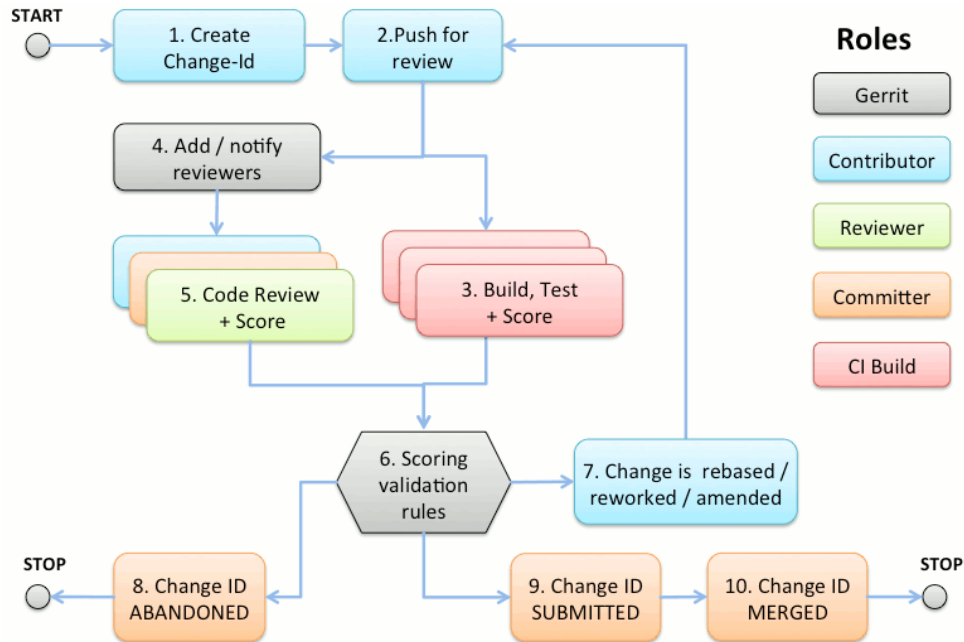 START
1. Create
Change-Id
2.Push for
review
Roles
Gerrit
4. Add / notify
reviewers
Contributor
Reviewer
5. Code Review
+ Score
3. Build, Test
+ Score
Committer
CI Build
6. Scoring
validation
rules
7. Change is rebased /
reworked / amended
STOP
8. Change ID
ABANDONED
9. Change ID
SUBMITTED
10. Change ID
MERGED
STOP